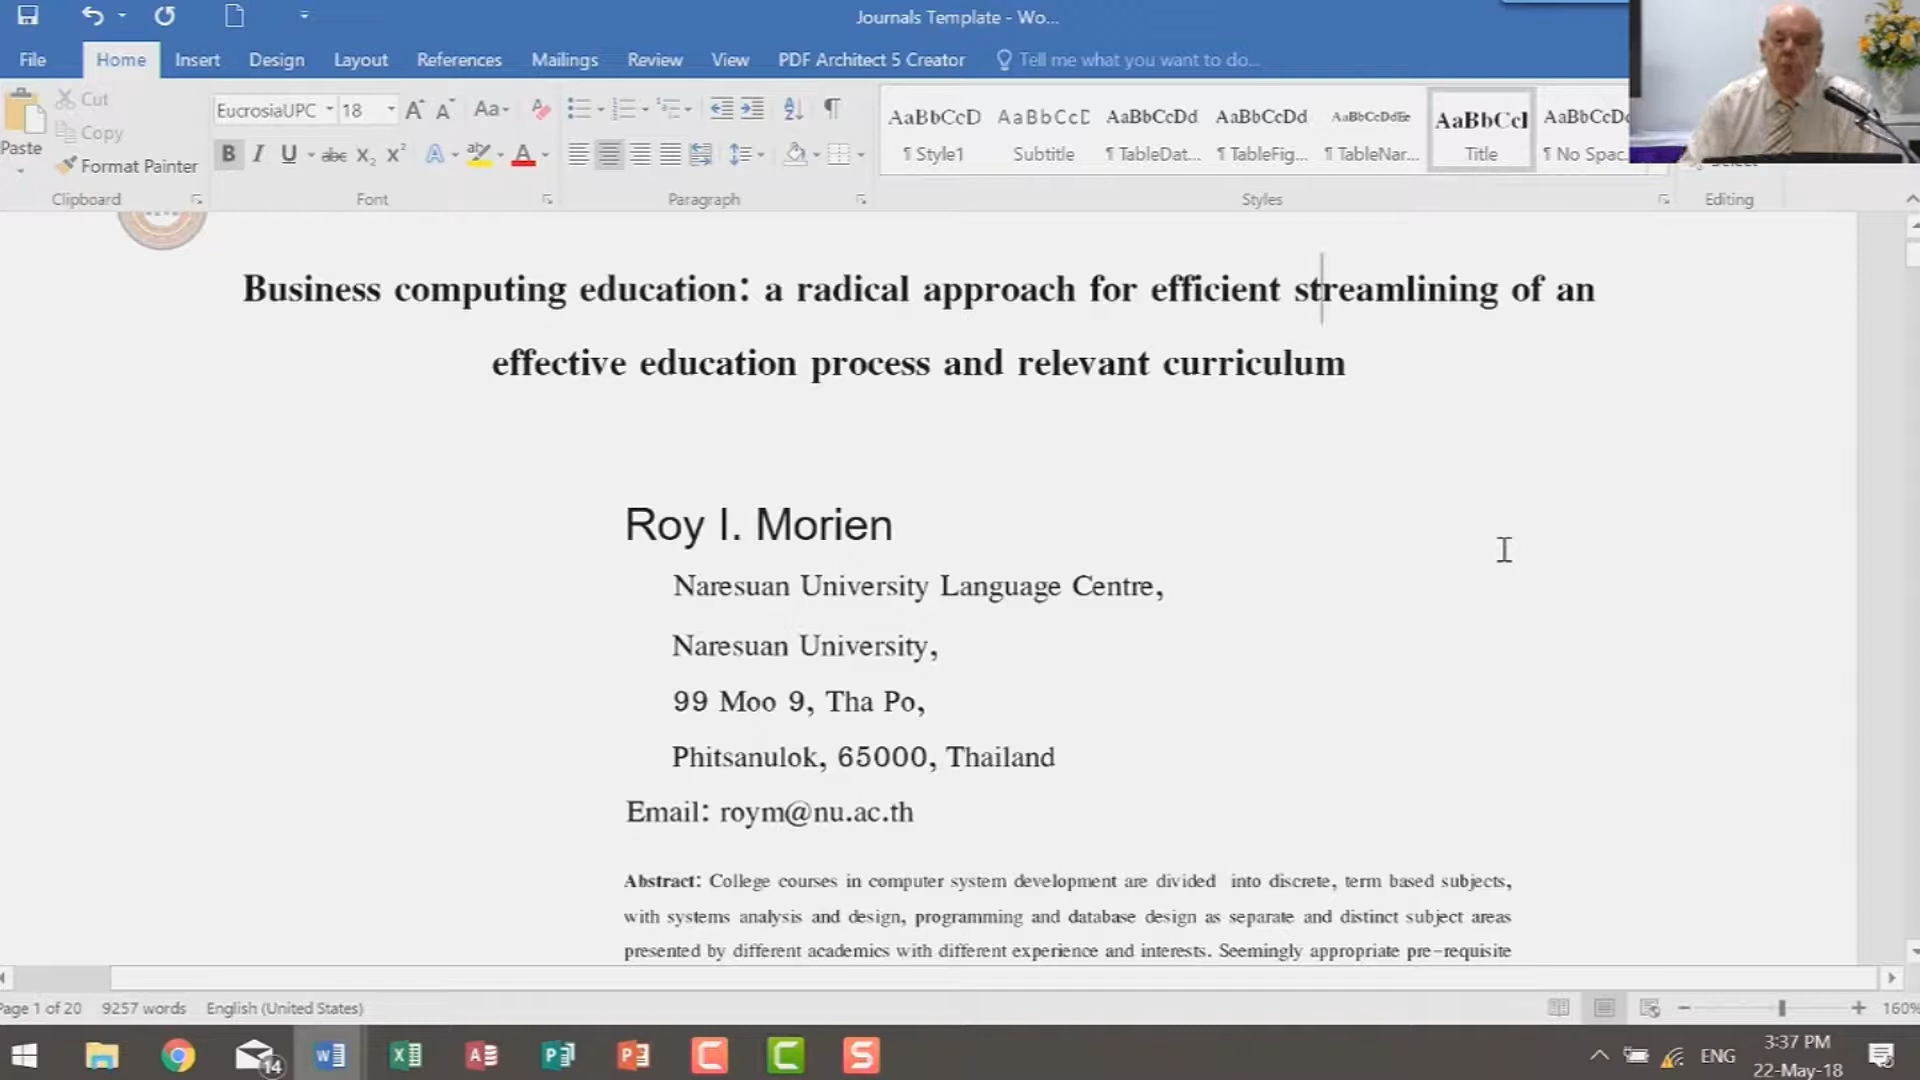 Journals Template - Wo...
File Home Insert Design Layout References Mailings Review View PDF Architect 5 Creator Tell me what you want to do...
Paste
Cut
Copy
Format Painter
Clipboard
EucrosiaUPC 18
Font
Paragraph
AaBbCcD AaBbCcD AaBbCcDd AaBbCcDd AaBbCcDdEe AaBbCcI AaBbCcDd
¶ Style1 Subtitle ¶ TableDat... ¶ TableFig... ¶ TableNar... Title ¶ No Spac...
Styles
Editing
Business computing education: a radical approach for efficient streamlining of an
effective education process and relevant curriculum
Roy I. Morien
Naresuan University Language Centre,
Naresuan University,
99 Moo 9, Tha Po,
Phitsanulok, 65000, Thailand
Email: roym@nu.ac.th
Abstract: College courses in computer system development are divided into discrete, term based subjects,
with systems analysis and design, programming and database design as separate and distinct subject areas
presented by different academics with different experience and interests. Seemingly appropriate pre-requisite
Page 1 of 20 9257 words English (United States) 160%
14
ENG
3:37 PM
22-May-18